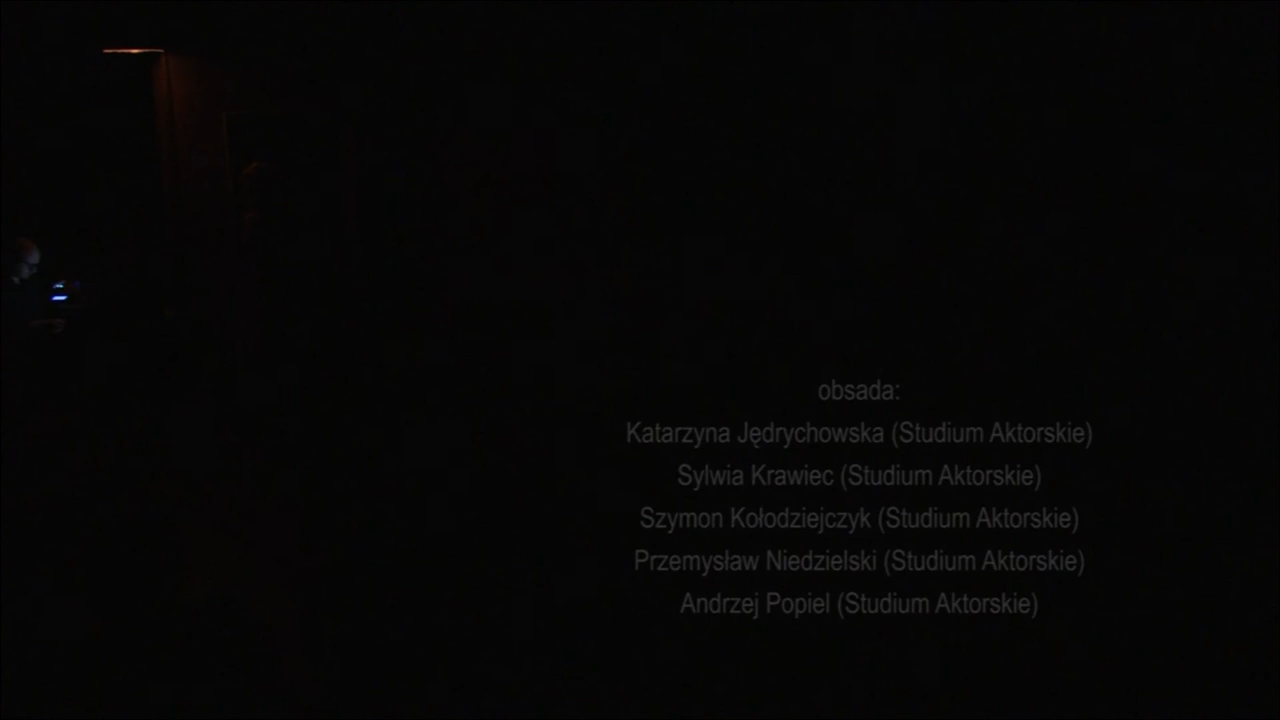 obsada:
Katarzyna Jędrychowska (Studium Aktorskie)
Sylwia Krawiec (Studium Aktorskie)
Szymon Kołodziejczyk (Studium Aktorskie)
Przemysław Niedzielski (Studium Aktorskie)
Andrzej Popiel (Studium Aktorskie)